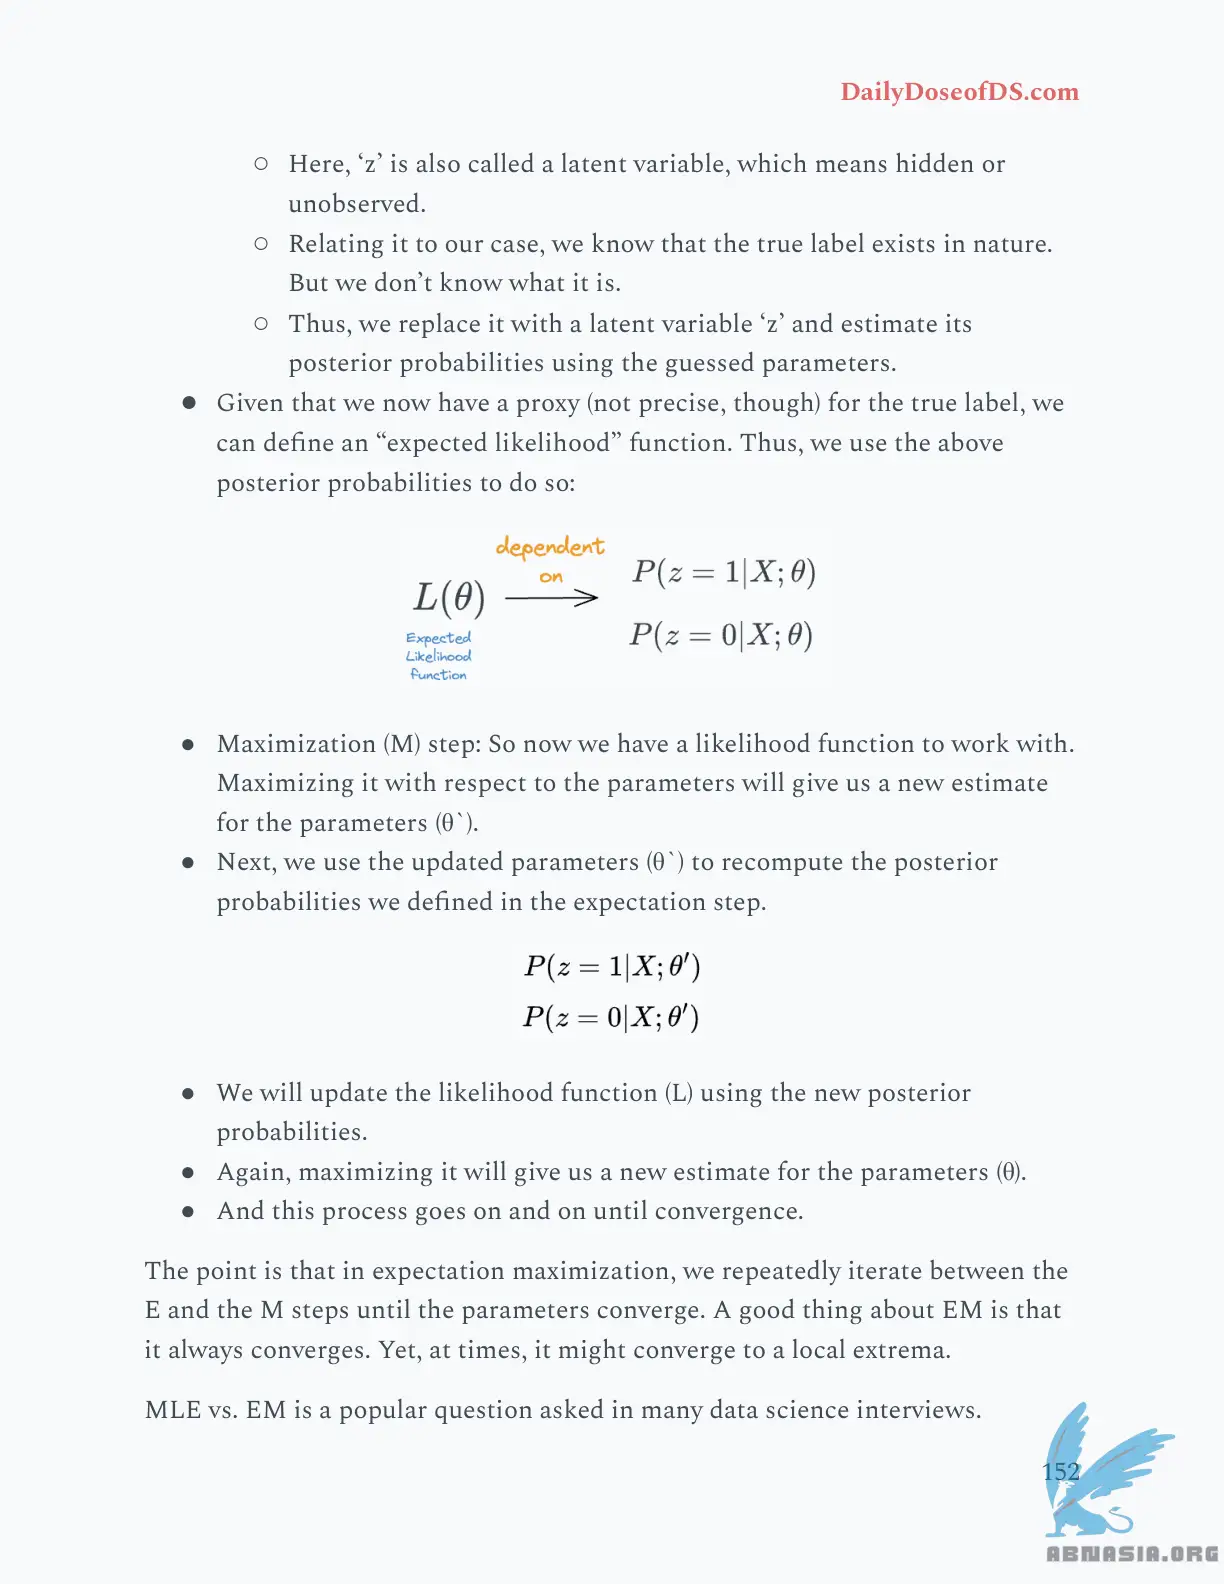 DailyDoseofDS.com
○ Here, ‘z’ is also called a latent variable, which means hidden or
unobserved.
○ Relating it to our case, we know that the true label exists in nature.
But we don’t know what it is.
○ Thus, we replace it with a latent variable ‘z’ and estimate its
posterior probabilities using the guessed parameters.
● Given that we now have a proxy (not precise, though) for the true label, we
can define an “expected likelihood” function. Thus, we use the above
posterior probabilities to do so:
dependent
on
L(θ)
Expected
Likelihood
function
P(z = 1|X; θ)
P(z = 0|X; θ)
● Maximization (M) step: So now we have a likelihood function to work with.
Maximizing it with respect to the parameters will give us a new estimate
for the parameters (θ`).
● Next, we use the updated parameters (θ`) to recompute the posterior
probabilities we defined in the expectation step.
P(z = 1|X; θ′)
P(z = 0|X; θ′)
● We will update the likelihood function (L) using the new posterior
probabilities.
● Again, maximizing it will give us a new estimate for the parameters (θ).
● And this process goes on and on until convergence.
The point is that in expectation maximization, we repeatedly iterate between the
E and the M steps until the parameters converge. A good thing about EM is that
it always converges. Yet, at times, it might converge to a local extrema.
MLE vs. EM is a popular question asked in many data science interviews.
152
ABNASIA.ORG